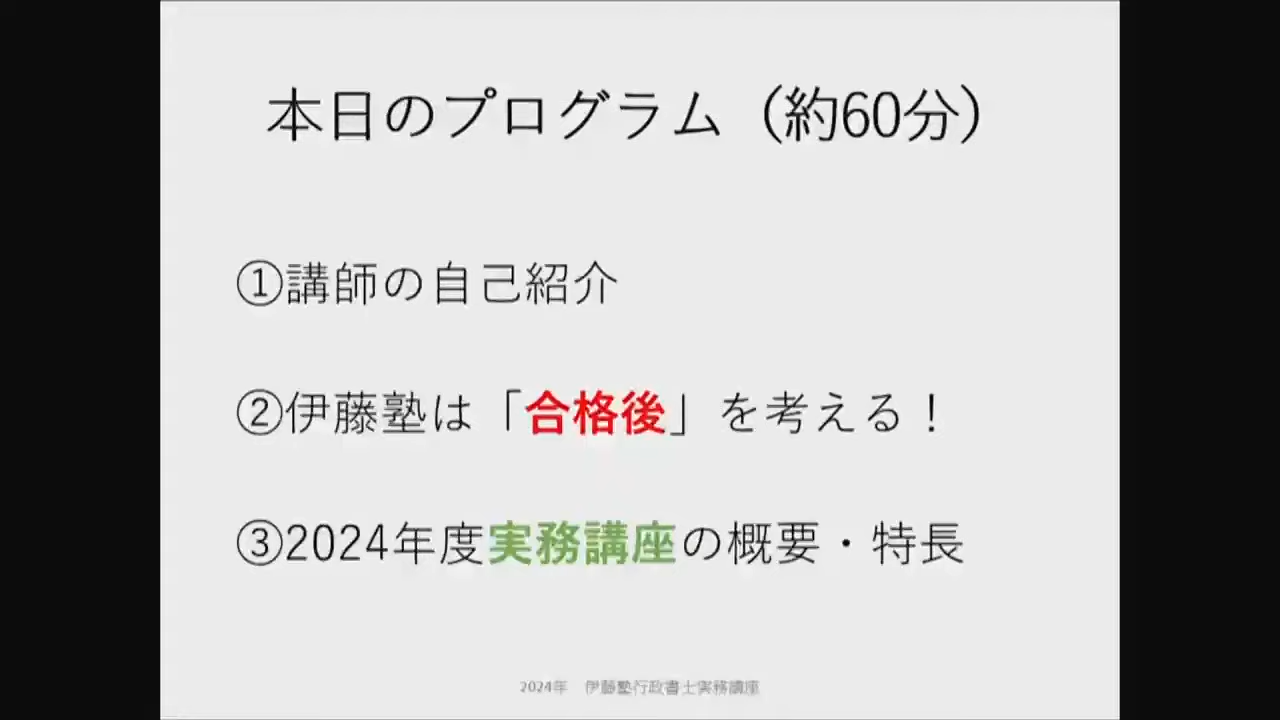 本日のプログラム（約60分）
①講師の自己紹介
②伊藤塾は「合格後」を考える！
③2024年度実務講座の概要・特長
2024年　伊藤塾行政書士実務講座